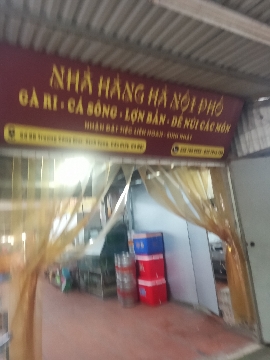 NHÀ HÀNG HÀ NỘI PHỐ
GÀ RI - CÁ SÔNG - LỢN BẢN - DÊ NÚI CÁC MÓN
NHẬN ĐẶT TIỆC LIÊN HOAN - SINH NHẬT